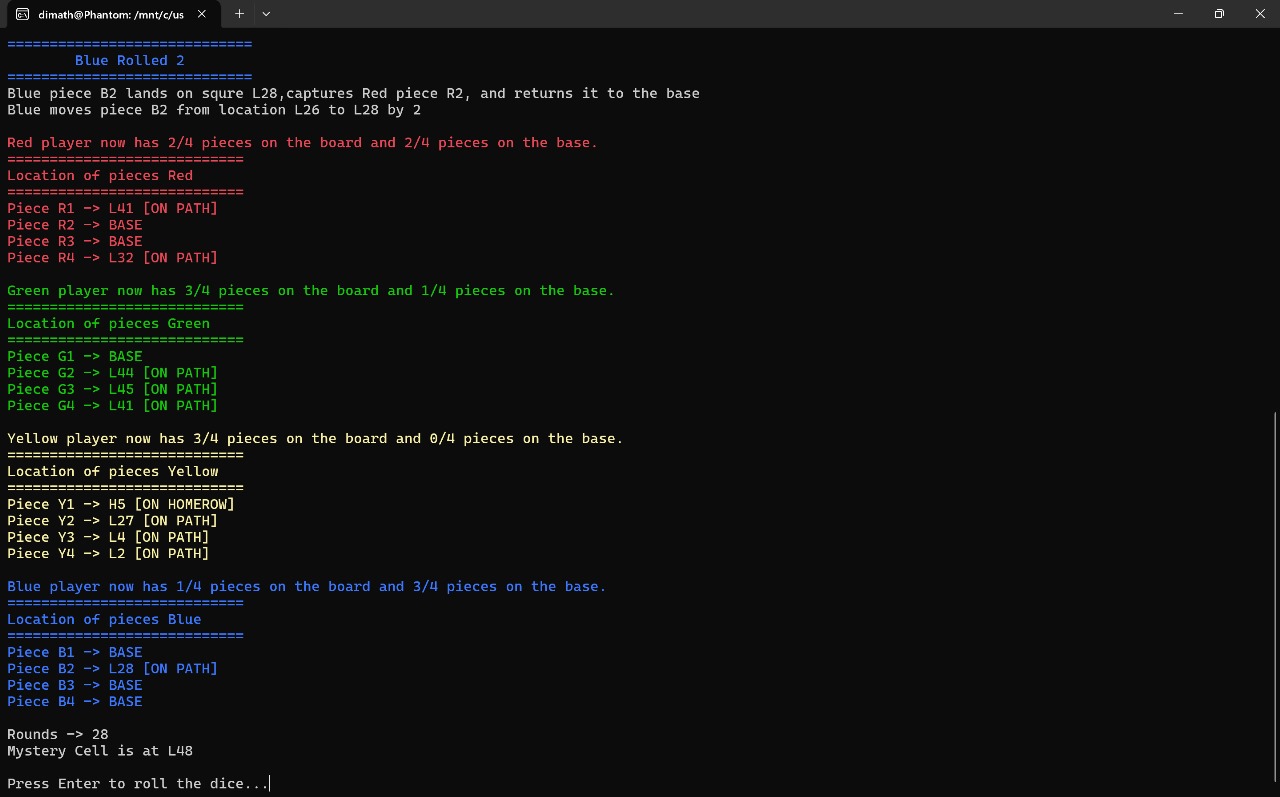 dimath@Phantom: /mnt/c/us
=============================
Blue Rolled 2
=============================
Blue piece B2 lands on squre L28,captures Red piece R2, and returns it to the base
Blue moves piece B2 from location L26 to L28 by 2
Red player now has 2/4 pieces on the board and 2/4 pieces on the base.
============================
Location of pieces Red
============================
Piece R1 -> L41 [ON PATH]
Piece R2 -> BASE
Piece R3 -> BASE
Piece R4 -> L32 [ON PATH]
Green player now has 3/4 pieces on the board and 1/4 pieces on the base.
============================
Location of pieces Green
============================
Piece G1 -> BASE
Piece G2 -> L44 [ON PATH]
Piece G3 -> L45 [ON PATH]
Piece G4 -> L41 [ON PATH]
Yellow player now has 3/4 pieces on the board and 0/4 pieces on the base.
============================
Location of pieces Yellow
============================
Piece Y1 -> H5 [ON HOMEROW]
Piece Y2 -> L27 [ON PATH]
Piece Y3 -> L4 [ON PATH]
Piece Y4 -> L2 [ON PATH]
Blue player now has 1/4 pieces on the board and 3/4 pieces on the base.
============================
Location of pieces Blue
============================
Piece B1 -> BASE
Piece B2 -> L28 [ON PATH]
Piece B3 -> BASE
Piece B4 -> BASE
Rounds -> 28
Mystery Cell is at L48
Press Enter to roll the dice...